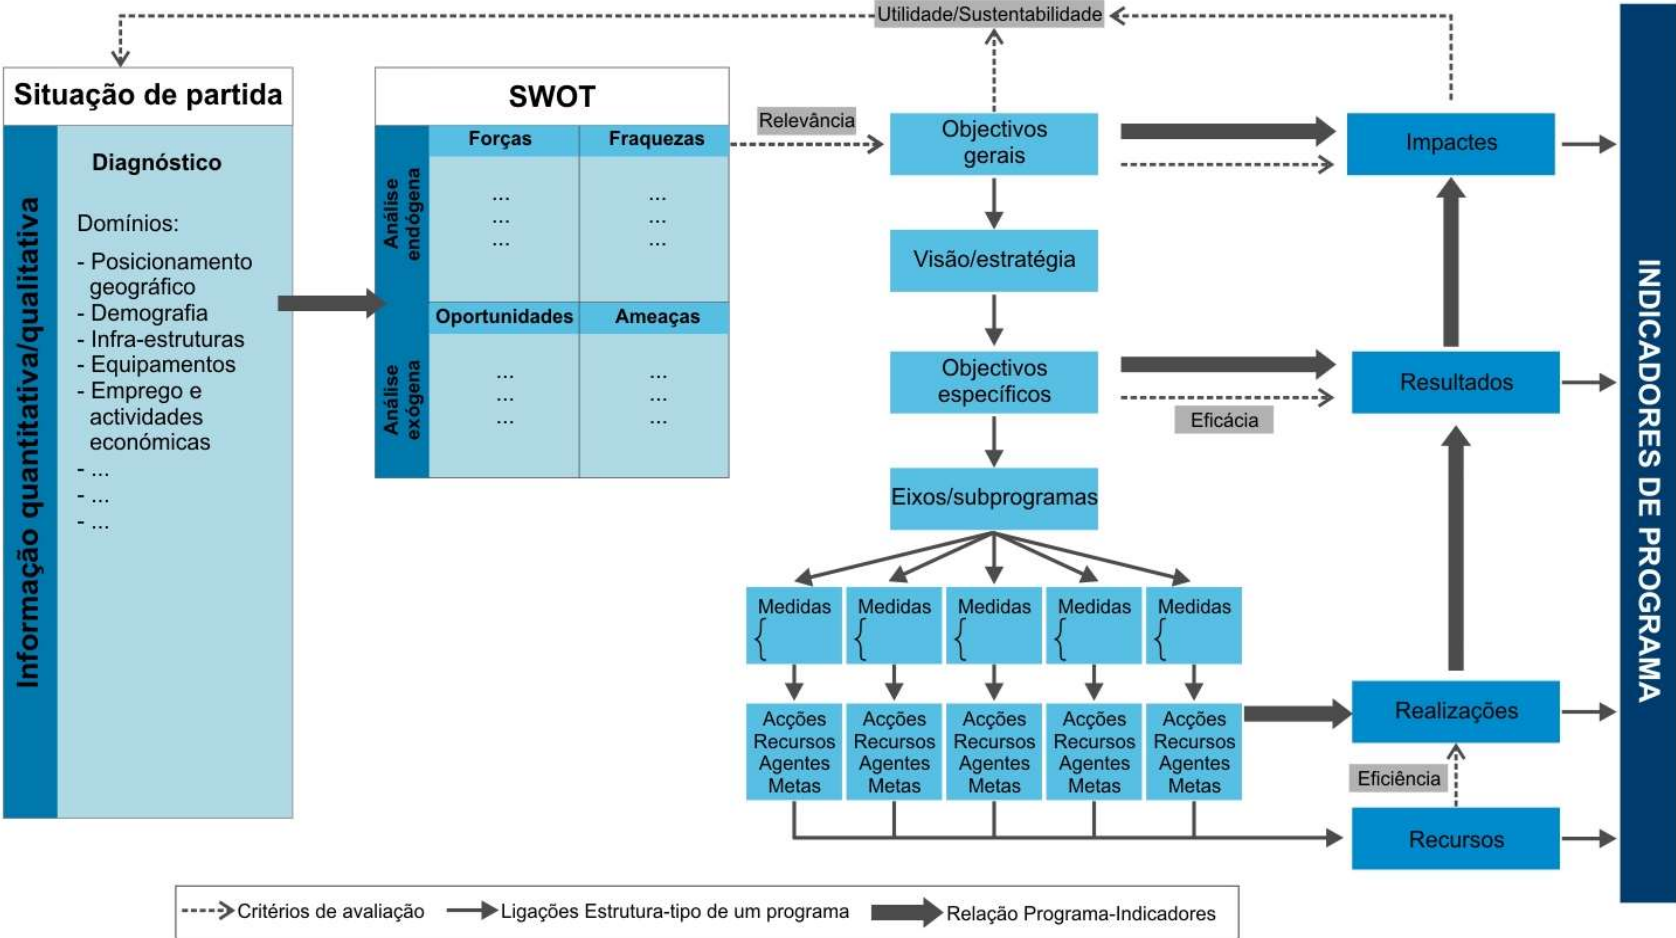 Utilidade/Sustentabilidade
Situação de partida
Informação quantitativa/qualitativa
Diagnóstico
Domínios:
- Posicionamento
geográfico
- Demografia
- Infra-estruturas
- Equipamentos
- Emprego e
actividades
económicas
- ...
- ...
- ...
SWOT
Análise
endógena
Forças
...
...
...
Fraquezas
...
...
...
Análise
exógena
Oportunidades
...
...
...
Ameaças
...
...
...
Relevância
Objectivos
gerais
Visão/estratégia
Objectivos
específicos
Eficácia
Eixos/subprogramas
Medidas
{
Medidas
{
Medidas
{
Medidas
{
Medidas
{
Acções
Recursos
Agentes
Metas
Acções
Recursos
Agentes
Metas
Acções
Recursos
Agentes
Metas
Acções
Recursos
Agentes
Metas
Acções
Recursos
Agentes
Metas
Impactes
Resultados
Realizações
Eficiência
Recursos
INDICADORES DE PROGRAMA
Critérios de avaliação
Ligações Estrutura-tipo de um programa
Relação Programa-Indicadores